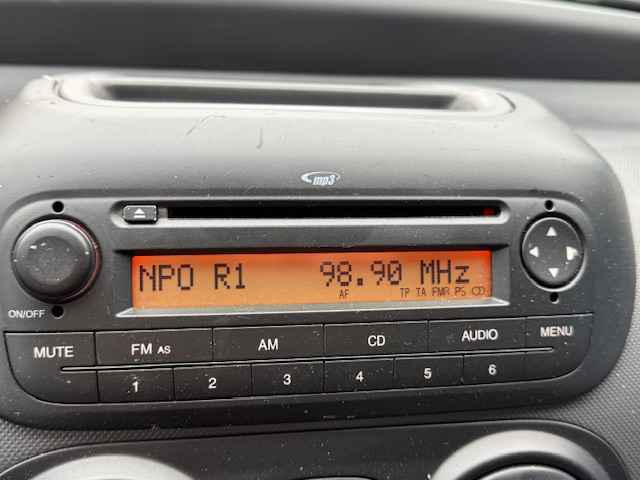 mp3
NPO R1 98.90 MHz
AF TP TA FMR PS
ON/OFF
MUTE FM AS AM CD AUDIO MENU
1 2 3 4 5 6